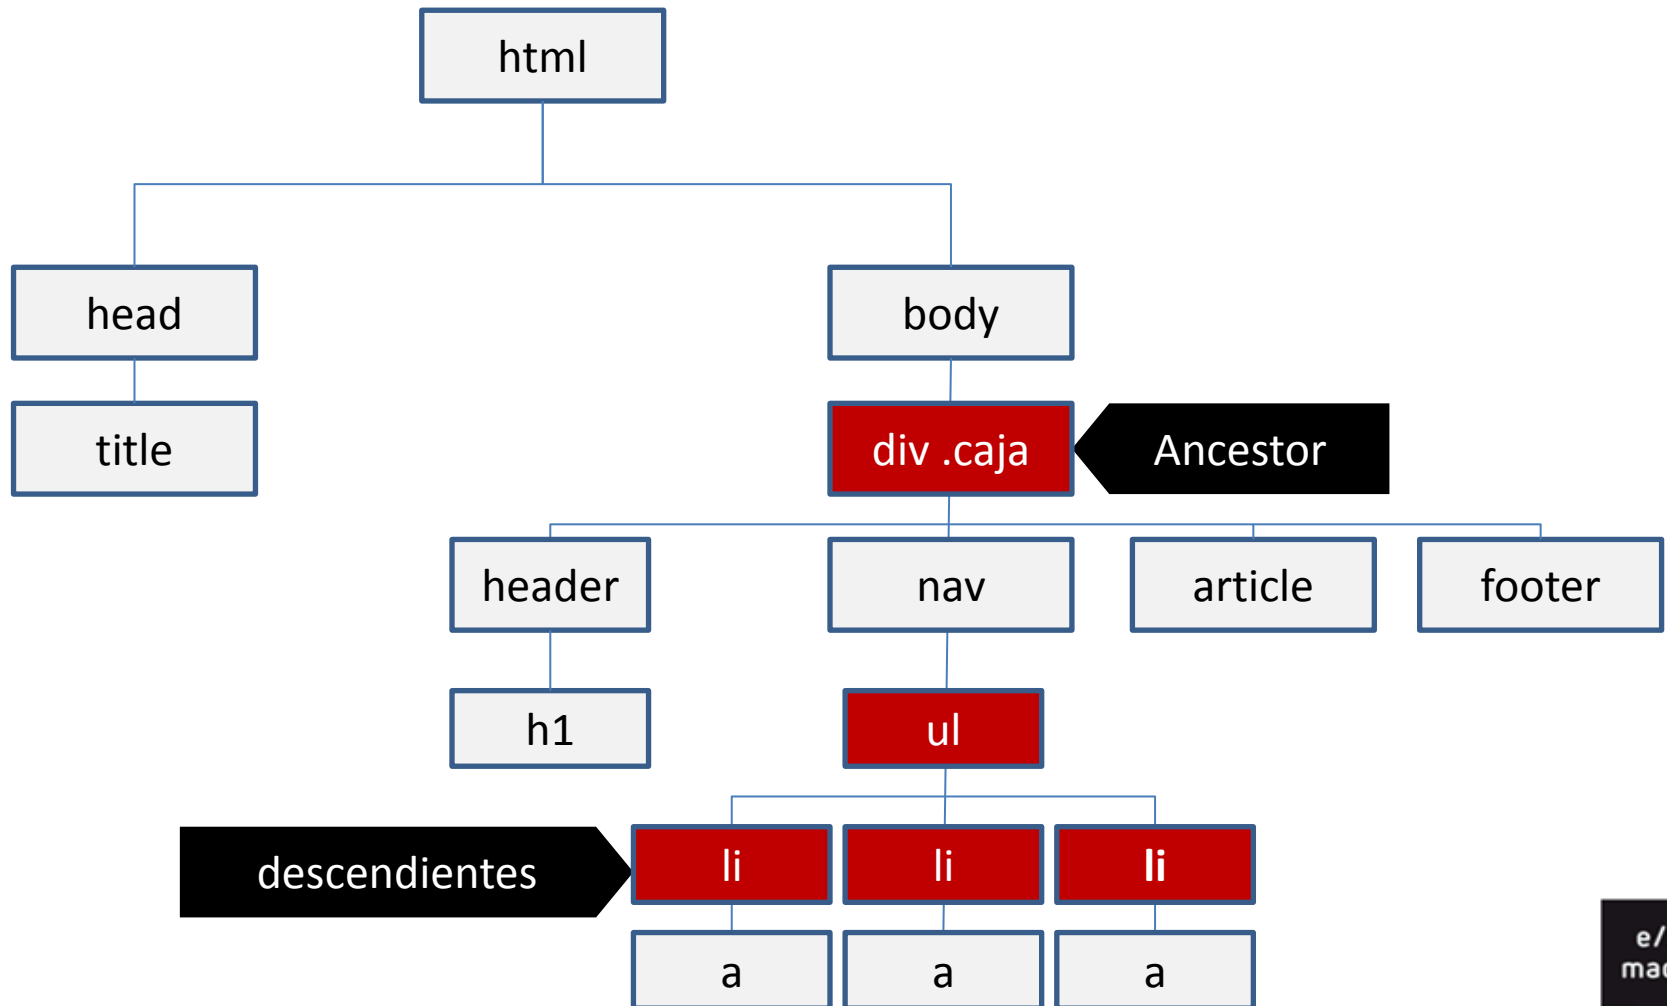 html
head
body
title
div .caja
Ancestor
header
nav
article
footer
h1
ul
descendientes
li
li
li
a
a
a
e/